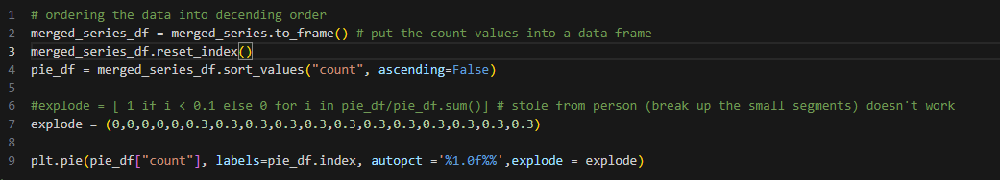 1 # ordering the data into decending order
2 merged_series_df = merged_series.to_frame() # put the count values into a data frame
3 merged_series_df.reset_index()
4 pie_df = merged_series_df.sort_values("count", ascending=False)
5
6 #explode = [ 1 if i < 0.1 else 0 for i in pie_df/pie_df.sum()] # stole from person (break up the small segments) doesn't work
7 explode = (0,0,0,0,0,0.3,0.3,0.3,0.3,0.3,0.3,0.3,0.3,0.3,0.3,0.3,0.3)
8
9 plt.pie(pie_df["count"], labels=pie_df.index, autopct ='%1.0f%%',explode = explode)